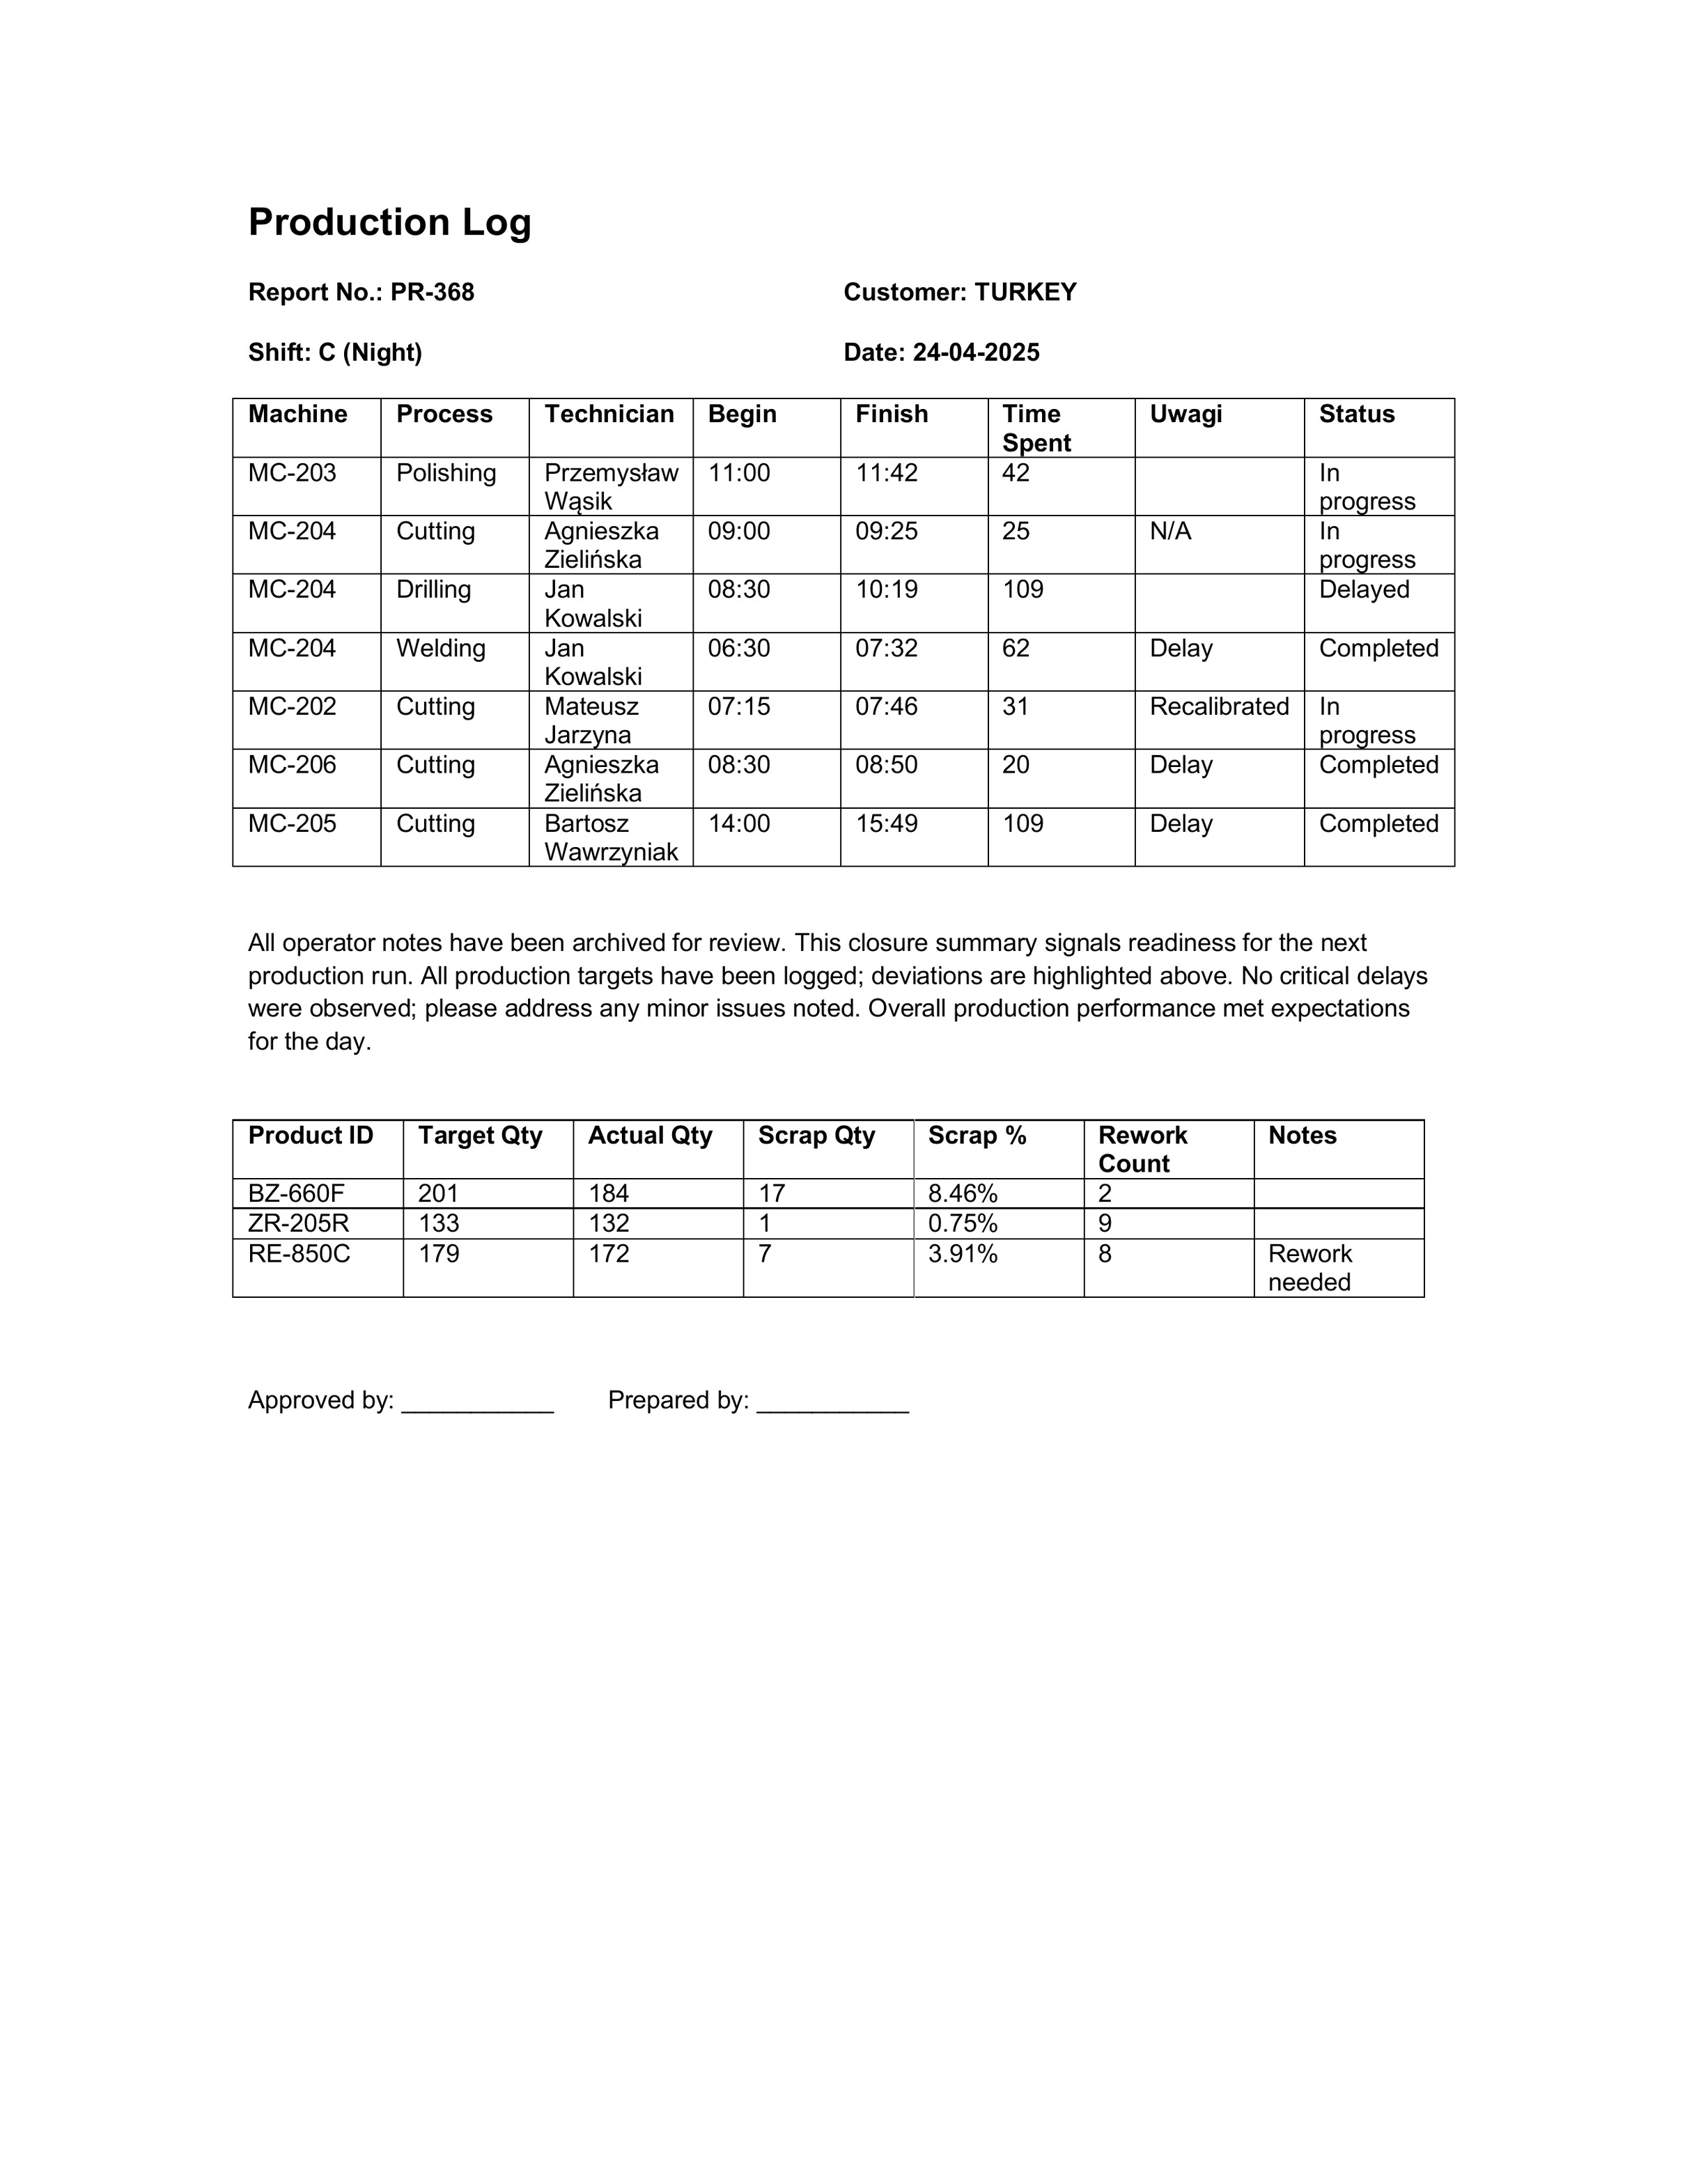 Production Log
Report No.: PR-368 Customer: TURKEY
Shift: C (Night) Date: 24-04-2025
Machine Process Technician Begin Finish Time Spent Uwagi Status
MC-203 Polishing Przemysław Wąsik 11:00 11:42 42 In progress
MC-204 Cutting Agnieszka Zielińska 09:00 09:25 25 N/A In progress
MC-204 Drilling Jan Kowalski 08:30 10:19 109 Delayed
MC-204 Welding Jan Kowalski 06:30 07:32 62 Delay Completed
MC-202 Cutting Mateusz Jarzyna 07:15 07:46 31 Recalibrated In progress
MC-206 Cutting Agnieszka Zielińska 08:30 08:50 20 Delay Completed
MC-205 Cutting Bartosz Wawrzyniak 14:00 15:49 109 Delay Completed
All operator notes have been archived for review. This closure summary signals readiness for the next
production run. All production targets have been logged; deviations are highlighted above. No critical delays
were observed; please address any minor issues noted. Overall production performance met expectations
for the day.
Product ID Target Qty Actual Qty Scrap Qty Scrap % Rework Count Notes
BZ-660F 201 184 17 8.46% 2
ZR-205R 133 132 1 0.75% 9
RE-850C 179 172 7 3.91% 8 Rework needed
Approved by: ___________ Prepared by: ___________